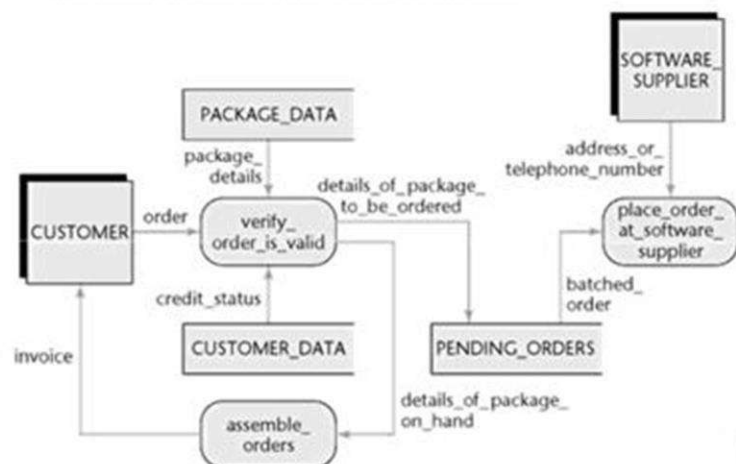 SOFTWARE_
SUPPLIER
PACKAGE_DATA
package_
details
address_or_
telephone_number
details_of_package_
to_be_ordered
CUSTOMER
order
verify_
order_is_valid
place_order_
at_software_
supplier
credit_status
batched_
order
invoice
CUSTOMER_DATA
PENDING_ORDERS
details_of_package_
on_hand
assemble_
orders